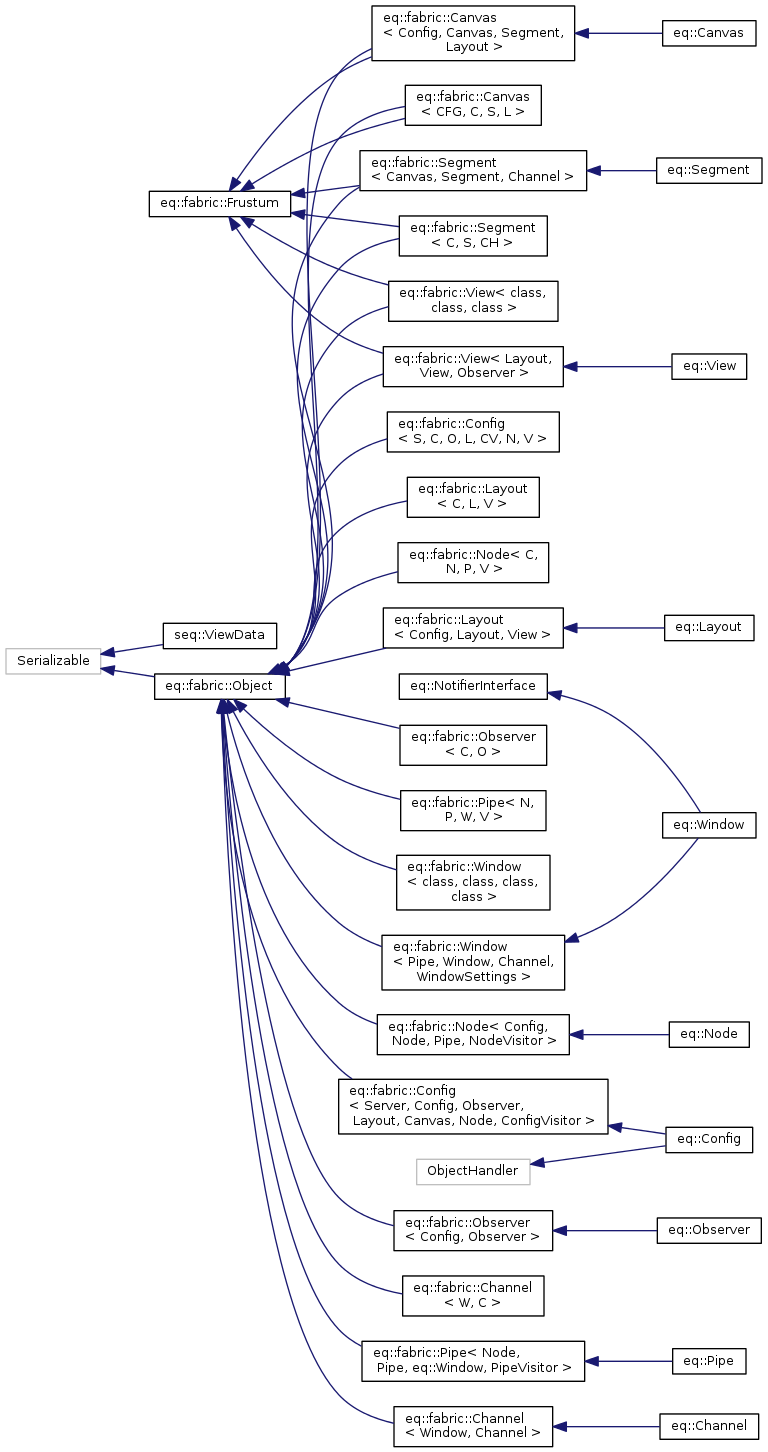 eq::fabric::Canvas
< Config, Canvas, Segment,
Layout >
eq::Canvas
eq::fabric::Canvas
< CFG, C, S, L >
eq::fabric::Segment
< Canvas, Segment, Channel >
eq::Segment
eq::fabric::Frustum
eq::fabric::Segment
< C, S, CH >
eq::fabric::View< class,
class, class >
eq::fabric::View< Layout,
View, Observer >
eq::View
eq::fabric::Config
< S, C, O, L, CV, N, V >
eq::fabric::Layout
< C, L, V >
eq::fabric::Node< C,
N, P, V >
eq::fabric::Layout
< Config, Layout, View >
eq::Layout
seq::ViewData
Serializable
eq::fabric::Object
eq::NotifierInterface
eq::fabric::Observer
< C, O >
eq::fabric::Pipe< N,
P, W, V >
eq::Window
eq::fabric::Window
< class, class, class,
class >
eq::fabric::Window
< Pipe, Window, Channel,
WindowSettings >
eq::fabric::Node< Config,
Node, Pipe, NodeVisitor >
eq::Node
eq::fabric::Config
< Server, Config, Observer,
Layout, Canvas, Node, ConfigVisitor >
eq::Config
ObjectHandler
eq::fabric::Observer
< Config, Observer >
eq::Observer
eq::fabric::Channel
< W, C >
eq::fabric::Pipe< Node,
Pipe, eq::Window, PipeVisitor >
eq::Pipe
eq::fabric::Channel
< Window, Channel >
eq::Channel